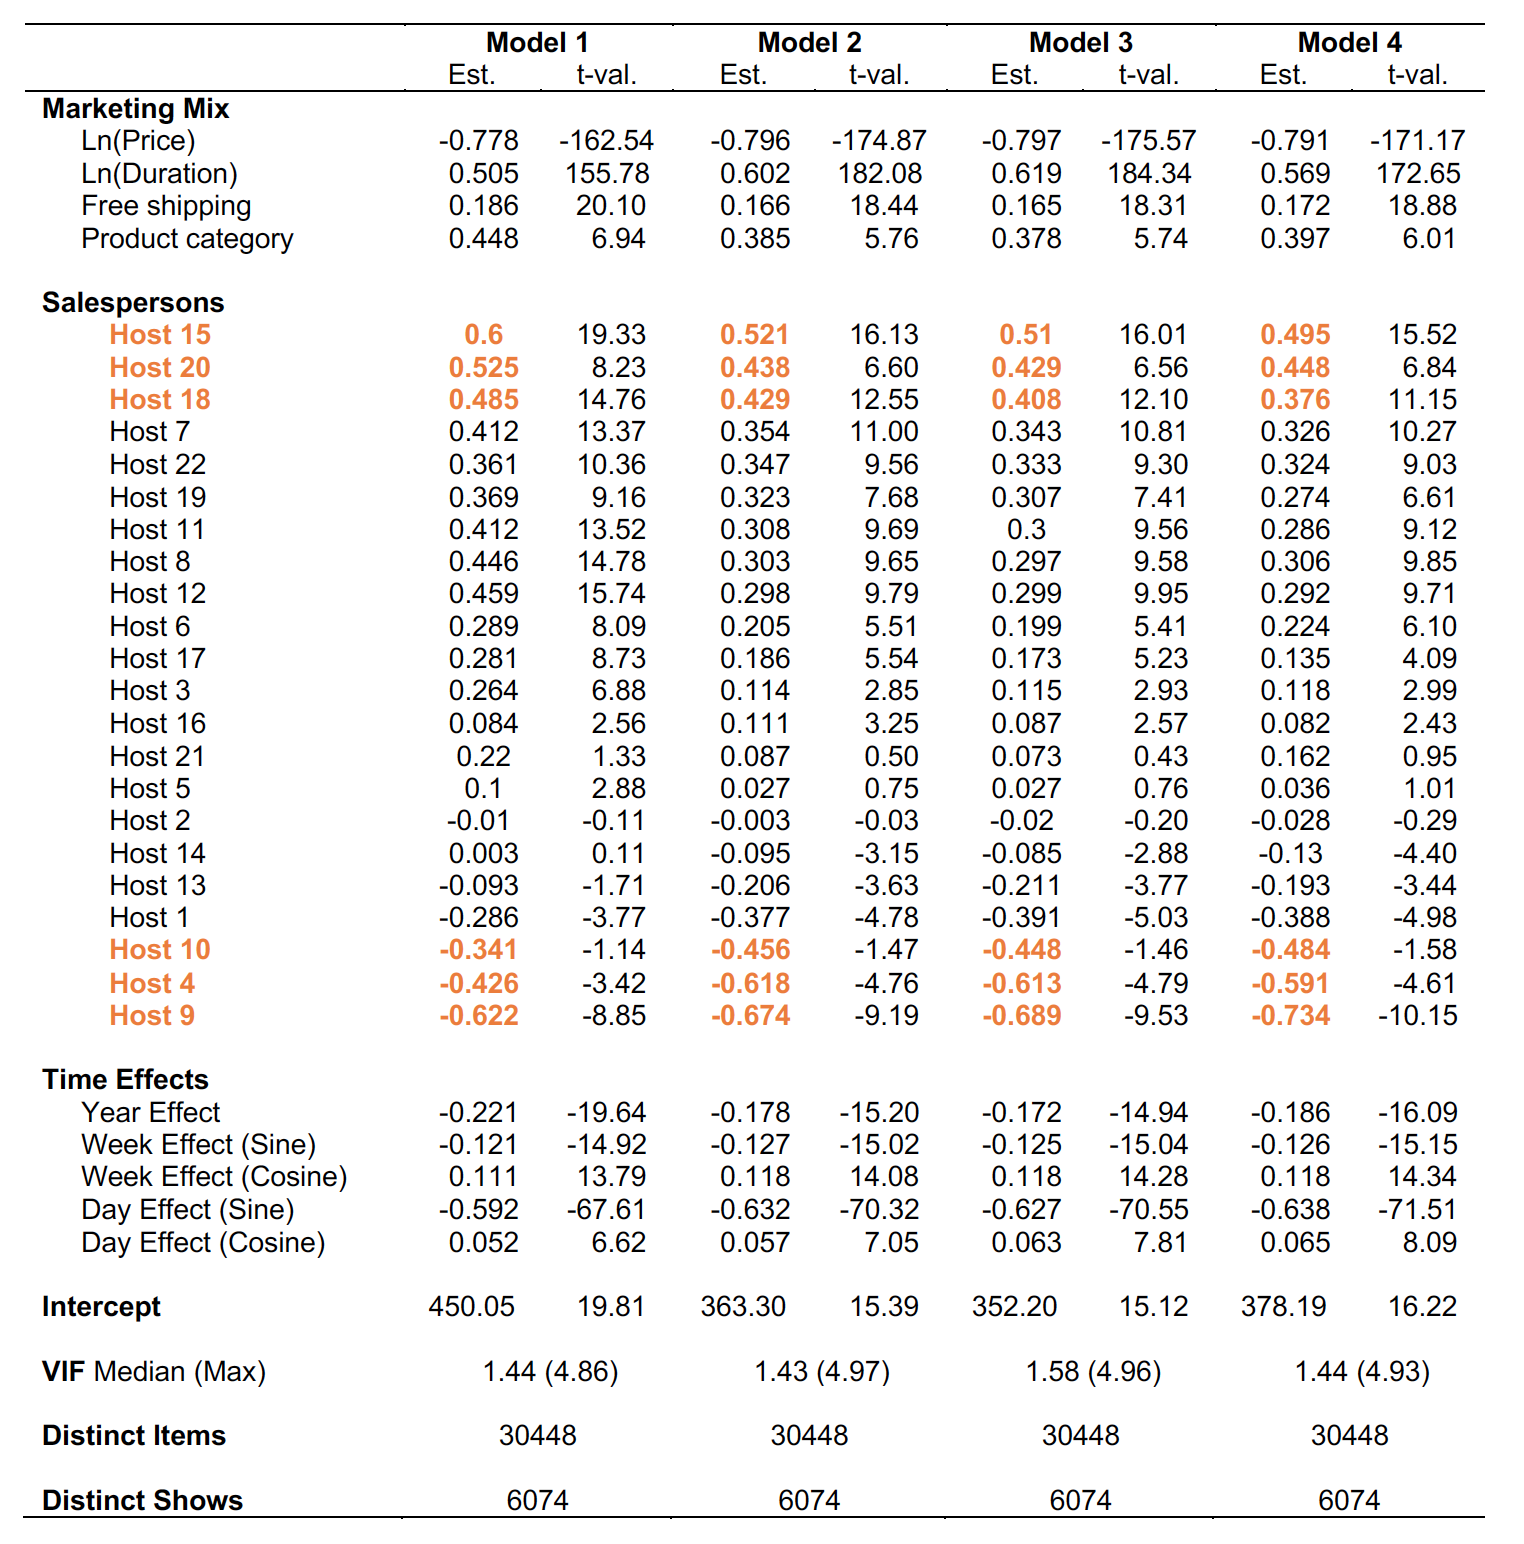 Model 1 Model 2 Model 3 Model 4
Est. t-val. Est. t-val. Est. t-val. Est. t-val.
Marketing Mix
Ln(Price) -0.778 -162.54 -0.796 -174.87 -0.797 -175.57 -0.791 -171.17
Ln(Duration) 0.505 155.78 0.602 182.08 0.619 184.34 0.569 172.65
Free shipping 0.186 20.10 0.166 18.44 0.165 18.31 0.172 18.88
Product category 0.448 6.94 0.385 5.76 0.378 5.74 0.397 6.01
Salespersons
Host 15 0.6 19.33 0.521 16.13 0.51 16.01 0.495 15.52
Host 20 0.525 8.23 0.438 6.60 0.429 6.56 0.448 6.84
Host 18 0.485 14.76 0.429 12.55 0.408 12.10 0.376 11.15
Host 7 0.412 13.37 0.354 11.00 0.343 10.81 0.326 10.27
Host 22 0.361 10.36 0.347 9.56 0.333 9.30 0.324 9.03
Host 19 0.369 9.16 0.323 7.68 0.307 7.41 0.274 6.61
Host 11 0.412 13.52 0.308 9.69 0.3 9.56 0.286 9.12
Host 8 0.446 14.78 0.303 9.65 0.297 9.58 0.306 9.85
Host 12 0.459 15.74 0.298 9.79 0.299 9.95 0.292 9.71
Host 6 0.289 8.09 0.205 5.51 0.199 5.41 0.224 6.10
Host 17 0.281 8.73 0.186 5.54 0.173 5.23 0.135 4.09
Host 3 0.264 6.88 0.114 2.85 0.115 2.93 0.118 2.99
Host 16 0.084 2.56 0.111 3.25 0.087 2.57 0.082 2.43
Host 21 0.22 1.33 0.087 0.50 0.073 0.43 0.162 0.95
Host 5 0.1 2.88 0.027 0.75 0.027 0.76 0.036 1.01
Host 2 -0.01 -0.11 -0.003 -0.03 -0.02 -0.20 -0.028 -0.29
Host 14 0.003 0.11 -0.095 -3.15 -0.085 -2.88 -0.13 -4.40
Host 13 -0.093 -1.71 -0.206 -3.63 -0.211 -3.77 -0.193 -3.44
Host 1 -0.286 -3.77 -0.377 -4.78 -0.391 -5.03 -0.388 -4.98
Host 10 -0.341 -1.14 -0.456 -1.47 -0.448 -1.46 -0.484 -1.58
Host 4 -0.426 -3.42 -0.618 -4.76 -0.613 -4.79 -0.591 -4.61
Host 9 -0.622 -8.85 -0.674 -9.19 -0.689 -9.53 -0.734 -10.15
Time Effects
Year Effect -0.221 -19.64 -0.178 -15.20 -0.172 -14.94 -0.186 -16.09
Week Effect (Sine) -0.121 -14.92 -0.127 -15.02 -0.125 -15.04 -0.126 -15.15
Week Effect (Cosine) 0.111 13.79 0.118 14.08 0.118 14.28 0.118 14.34
Day Effect (Sine) -0.592 -67.61 -0.632 -70.32 -0.627 -70.55 -0.638 -71.51
Day Effect (Cosine) 0.052 6.62 0.057 7.05 0.063 7.81 0.065 8.09
Intercept 450.05 19.81 363.30 15.39 352.20 15.12 378.19 16.22
VIF Median (Max) 1.44 (4.86) 1.43 (4.97) 1.58 (4.96) 1.44 (4.93)
Distinct Items 30448 30448 30448 30448
Distinct Shows 6074 6074 6074 6074